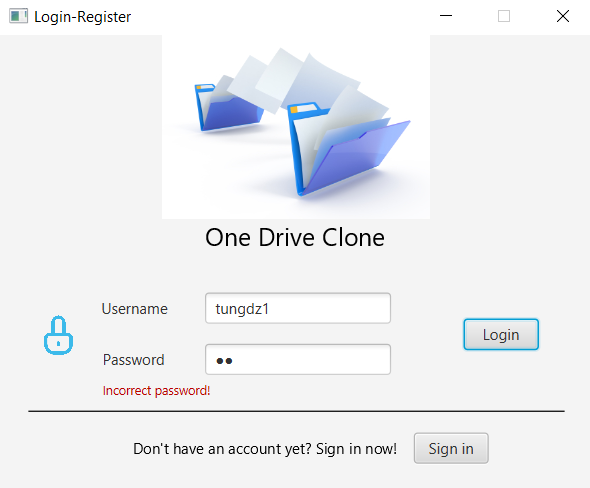 Login-Register
One Drive Clone
Username
tungdz1
Login
Password
●●
Incorrect password!
Don't have an account yet? Sign in now!
Sign in